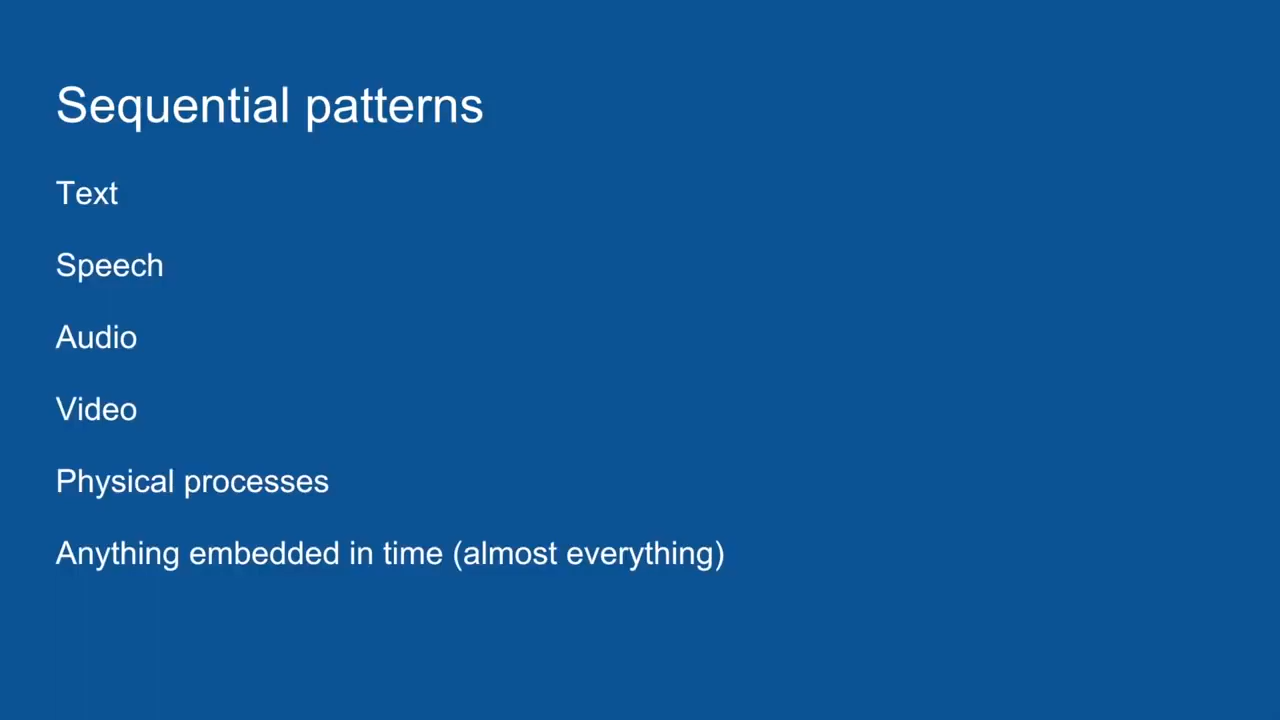 Sequential patterns
Text
Speech
Audio
Video
Physical processes
Anything embedded in time (almost everything)